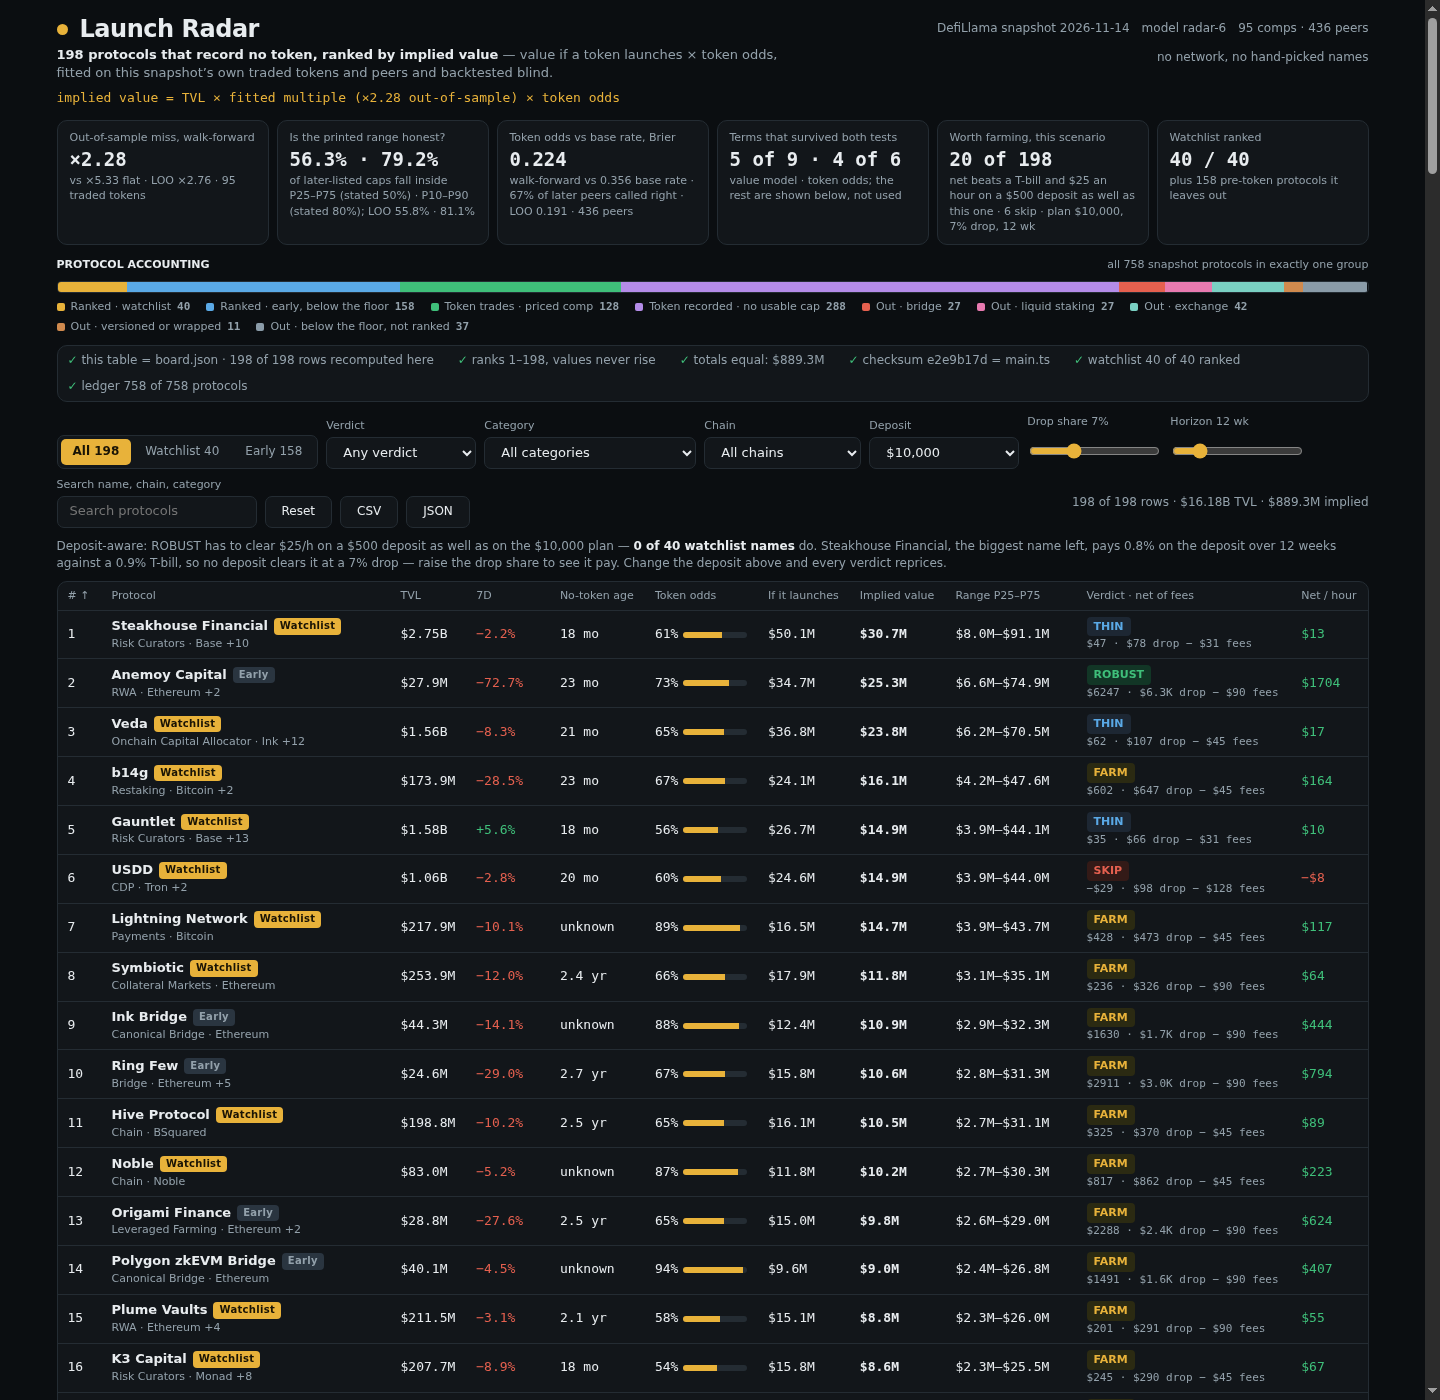 Launch Radar
DefiLlama snapshot 2026-11-14 model radar-6 95 comps · 436 peers
198 protocols that record no token, ranked by implied value — value if a token launches × token odds,
fitted on this snapshot's own traded tokens and peers and backtested blind.
no network, no hand-picked names
implied value = TVL × fitted multiple (×2.28 out-of-sample) × token odds
Out-of-sample miss, walk-forward
×2.28
vs ×5.33 flat · LOO ×2.76 · 95
traded tokens
Is the printed range honest?
56.3% · 79.2%
of later-listed caps fall inside
P25–P75 (stated 50%) · P10–P90
(stated 80%); LOO 55.8% · 81.1%
Token odds vs base rate, Brier
0.224
walk-forward vs 0.356 base rate ·
67% of later peers called right ·
LOO 0.191 · 436 peers
Terms that survived both tests
5 of 9 · 4 of 6
value model · token odds; the
rest are shown below, not used
Worth farming, this scenario
20 of 198
net beats a T-bill and $25 an
hour on a $500 deposit as well as
this one · 6 skip · plan $10,000,
7% drop, 12 wk
Watchlist ranked
40 / 40
plus 158 pre-token protocols it
leaves out
PROTOCOL ACCOUNTING
all 758 snapshot protocols in exactly one group
Ranked · watchlist 40 Ranked · early, below the floor 158 Token trades · priced comp 128 Token recorded · no usable cap 288 Out · bridge 27 Out · liquid staking 27 Out · exchange 42
Out · versioned or wrapped 11 Out · below the floor, not ranked 37
✓ this table = board.json · 198 of 198 rows recomputed here ✓ ranks 1–198, values never rise ✓ totals equal: $889.3M ✓ checksum e2e9b17d = main.ts ✓ watchlist 40 of 40 ranked
✓ ledger 758 of 758 protocols
Verdict Category Chain Deposit Drop share 7% Horizon 12 wk
All 198 Watchlist 40 Early 158 Any verdict All categories All chains $10,000
Search name, chain, category
Search protocols Reset CSV JSON
198 of 198 rows · $16.18B TVL · $889.3M implied
Deposit-aware: ROBUST has to clear $25/h on a $500 deposit as well as on the $10,000 plan — 0 of 40 watchlist names do. Steakhouse Financial, the biggest name left, pays 0.8% on the deposit over 12 weeks
against a 0.9% T-bill, so no deposit clears it at a 7% drop — raise the drop share to see it pay. Change the deposit above and every verdict reprices.
# ↑ Protocol TVL 7D No-token age Token odds If it launches Implied value Range P25–P75 Verdict · net of fees Net / hour
1 Steakhouse Financial Watchlist $2.75B −2.2% 18 mo 61% $50.1M $30.7M $8.0M–$91.1M THIN $13
Risk Curators · Base +10 $47 · $78 drop − $31 fees
2 Anemoy Capital Early $27.9M −72.7% 23 mo 73% $34.7M $25.3M $6.6M–$74.9M ROBUST $1704
RWA · Ethereum +2 $6247 · $6.3K drop − $90 fees
3 Veda Watchlist $1.56B −8.3% 21 mo 65% $36.8M $23.8M $6.2M–$70.5M THIN $17
Onchain Capital Allocator · Ink +12 $62 · $107 drop − $45 fees
4 b14g Watchlist $173.9M −28.5% 23 mo 67% $24.1M $16.1M $4.2M–$47.6M FARM $164
Restaking · Bitcoin +2 $602 · $647 drop − $45 fees
5 Gauntlet Watchlist $1.58B +5.6% 18 mo 56% $26.7M $14.9M $3.9M–$44.1M THIN $10
Risk Curators · Base +13 $35 · $66 drop − $31 fees
6 USDD Watchlist $1.06B −2.8% 20 mo 60% $24.6M $14.9M $3.9M–$44.0M SKIP −$8
CDP · Tron +2 −$29 · $98 drop − $128 fees
7 Lightning Network Watchlist $217.9M −10.1% unknown 89% $16.5M $14.7M $3.9M–$43.7M FARM $117
Payments · Bitcoin $428 · $473 drop − $45 fees
8 Symbiotic Watchlist $253.9M −12.0% 2.4 yr 66% $17.9M $11.8M $3.1M–$35.1M FARM $64
Collateral Markets · Ethereum $236 · $326 drop − $90 fees
9 Ink Bridge Early $44.3M −14.1% unknown 88% $12.4M $10.9M $2.9M–$32.3M FARM $444
Canonical Bridge · Ethereum $1630 · $1.7K drop − $90 fees
10 Ring Few Early $24.6M −29.0% 2.7 yr 67% $15.8M $10.6M $2.8M–$31.3M FARM $794
Bridge · Ethereum +5 $2911 · $3.0K drop − $90 fees
11 Hive Protocol Watchlist $198.8M −10.2% 2.5 yr 65% $16.1M $10.5M $2.7M–$31.1M FARM $89
Chain · BSquared $325 · $370 drop − $45 fees
12 Noble Watchlist $83.0M −5.2% unknown 87% $11.8M $10.2M $2.7M–$30.3M FARM $223
Chain · Noble $817 · $862 drop − $45 fees
13 Origami Finance Early $28.8M −27.6% 2.5 yr 65% $15.0M $9.8M $2.6M–$29.0M FARM $624
Leveraged Farming · Ethereum +2 $2288 · $2.4K drop − $90 fees
14 Polygon zkEVM Bridge Early $40.1M −4.5% unknown 94% $9.6M $9.0M $2.4M–$26.8M FARM $407
Canonical Bridge · Ethereum $1491 · $1.6K drop − $90 fees
15 Plume Vaults Watchlist $211.5M −3.1% 2.1 yr 58% $15.1M $8.8M $2.3M–$26.0M FARM $55
RWA · Ethereum +4 $201 · $291 drop − $90 fees
16 K3 Capital Watchlist $207.7M −8.9% 18 mo 54% $15.8M $8.6M $2.3M–$25.5M FARM $67
Risk Curators · Monad +8 $245 · $290 drop − $45 fees